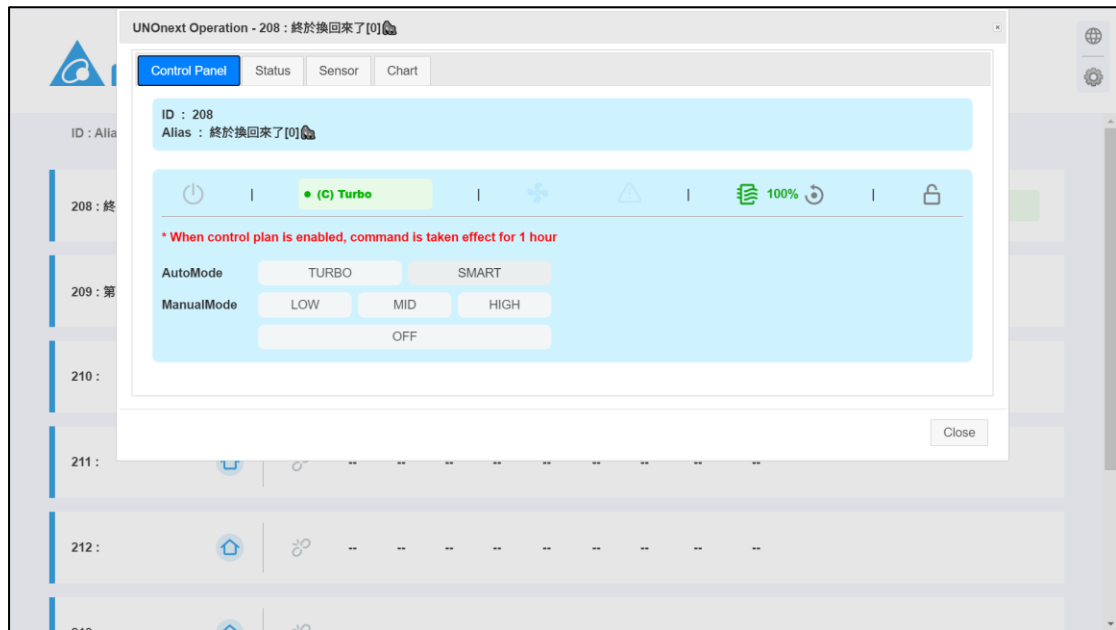 UNOnext Operation - 208 : 終於換回來了[0]
Control Panel
Status
Sensor
Chart
ID : 208
Alias : 終於換回來了[0]
| (C) Turbo | | 100% |
* When control plan is enabled, command is taken effect for 1 hour
AutoMode TURBO SMART
ManualMode LOW MID HIGH
OFF
Close
ID : Alia
208 : 終
209 : 第
210 :
211 : -- -- -- -- -- -- -- -- --
212 : -- -- -- -- -- -- -- -- --